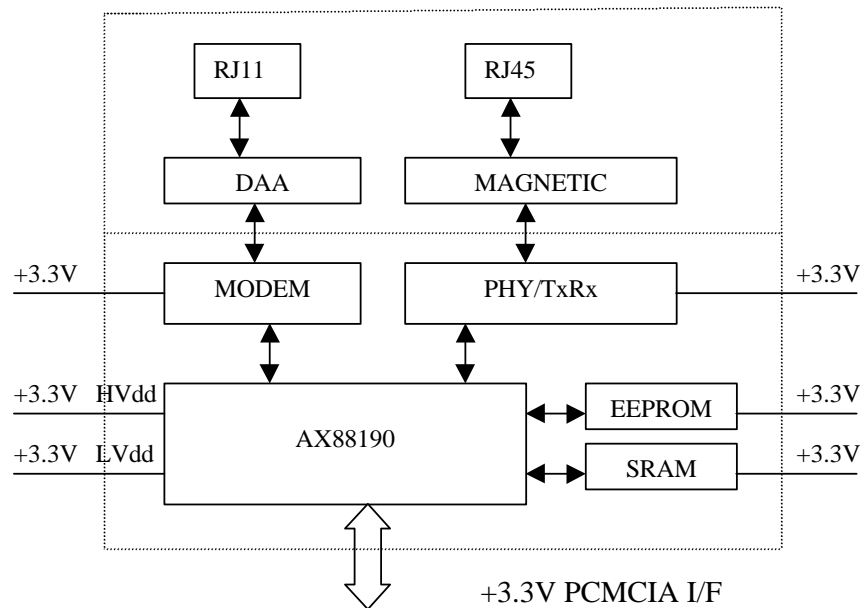 RJ11 RJ45
DAA MAGNETIC
+3.3V MODEM PHY/TxRx +3.3V
+3.3V HVdd EEPROM +3.3V
AX88190
+3.3V LVdd SRAM +3.3V
+3.3V PCMCIA I/F